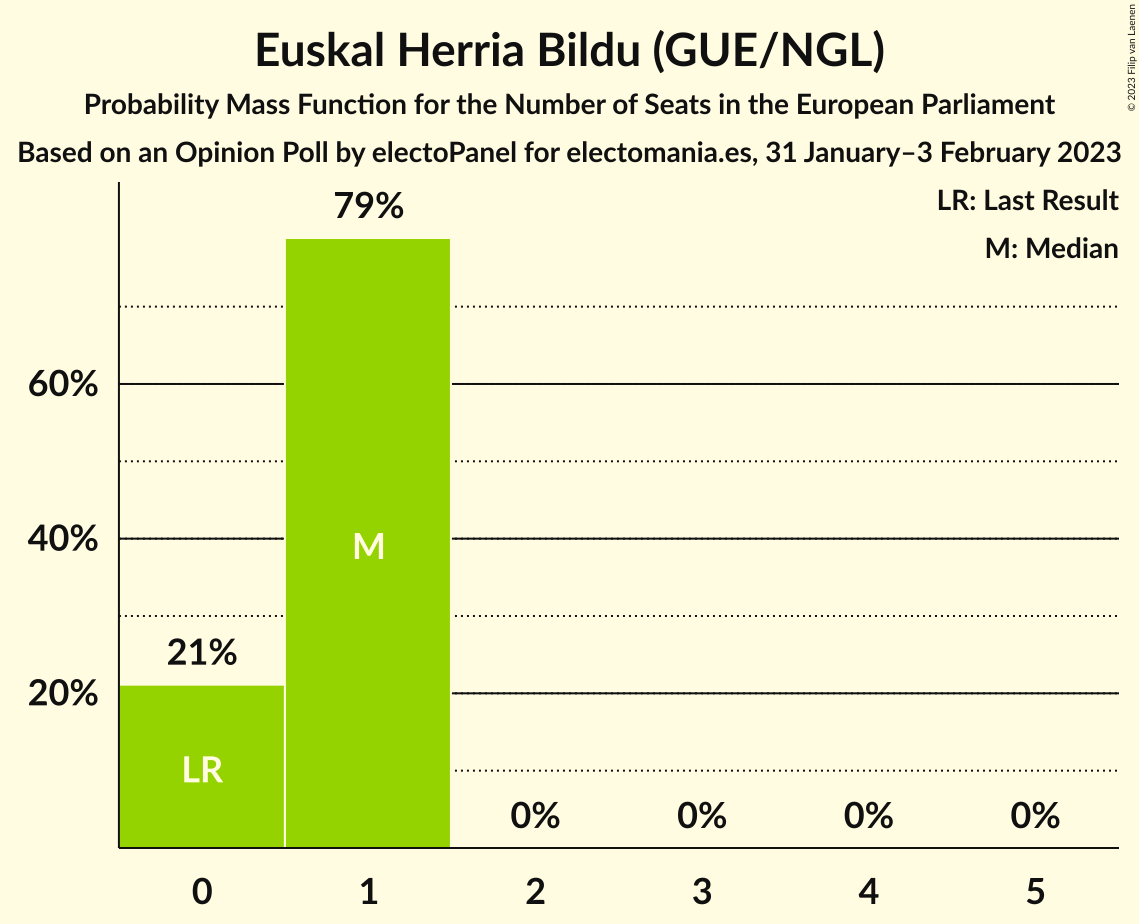 Euskal Herria Bildu (GUE/NGL)
Probability Mass Function for the Number of Seats in the European Parliament
Based on an Opinion Poll by electoPanel for electomania.es, 31 January–3 February 2023
© 2023 Filip van Laenen
LR: Last Result
M: Median
79%
60%
M
40%
21%
20%
LR
0%
0%
0%
0%
0
1
2
3
4
5